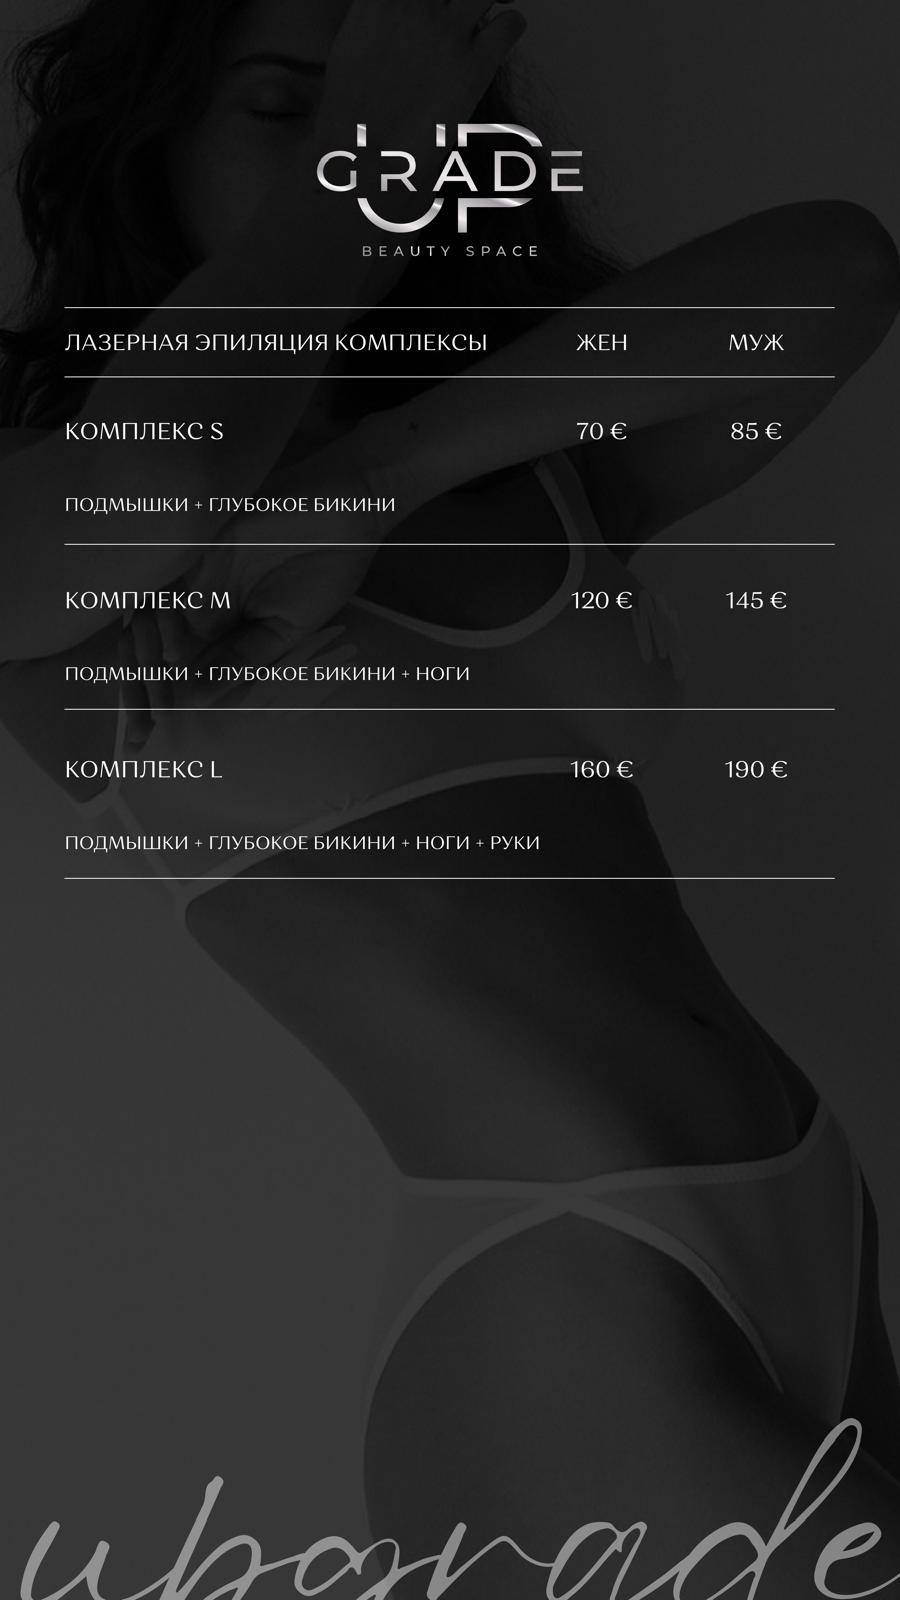 UP
GRADE
BEAUTY SPACE
ЛАЗЕРНАЯ ЭПИЛЯЦИЯ КОМПЛЕКСЫ ЖЕН МУЖ
КОМПЛЕКС S 70 € 85 €
ПОДМЫШКИ + ГЛУБОКОЕ БИКИНИ
КОМПЛЕКС M 120 € 145 €
ПОДМЫШКИ + ГЛУБОКОЕ БИКИНИ + НОГИ
КОМПЛЕКС L 160 € 190 €
ПОДМЫШКИ + ГЛУБОКОЕ БИКИНИ + НОГИ + РУКИ
upgrade